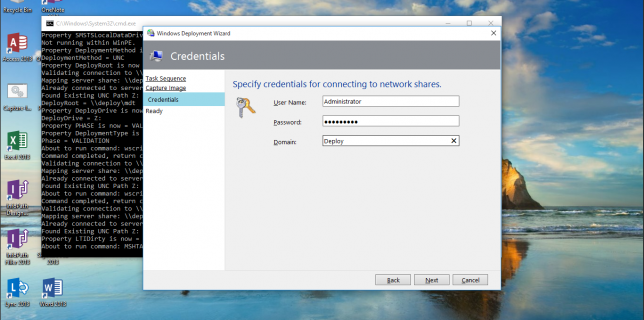 Recycle Bin
OneNote
Access 2013
Capture-I...
Excel 2013
InfoPath
Design...
InfoPath
Filler 2013
Lync 2013
Word 2013
C:\Windows\System32\cmd.exe
Property SMSTSLocalDataDriv
Not running within WinPE.
Property DeploymentMethod i
DeploymentMethod = UNC
Property DeployRoot is now
Validating connection to \\
Mapping server share: \\dep
Already connected to server
Found Existing UNC Path Z:
DeployRoot = \\deploy\mdt
Property DeployDrive is now
DeployDrive = Z:
Property PHASE is now = VAL
Property DeploymentType is
Phase = VALIDATION
About to run command: wscri
Command completed, return c
Validating connection to \\
Mapping server share: \\dep
Already connected to server
Found Existing UNC Path Z:
About to run command: wscri
Command completed, return c
Validating connection to \\
Mapping server share: \\dep
Already connected to server
Found Existing UNC Path Z:
Property LTIDirty is now =
About to run command: MSHTA
Windows Deployment Wizard
Credentials
Task Sequence
Capture Image
Credentials
Ready
Specify credentials for connecting to network shares.
User Name: Administrator
Password: •••••••••
Domain: Deploy
Back Next Cancel